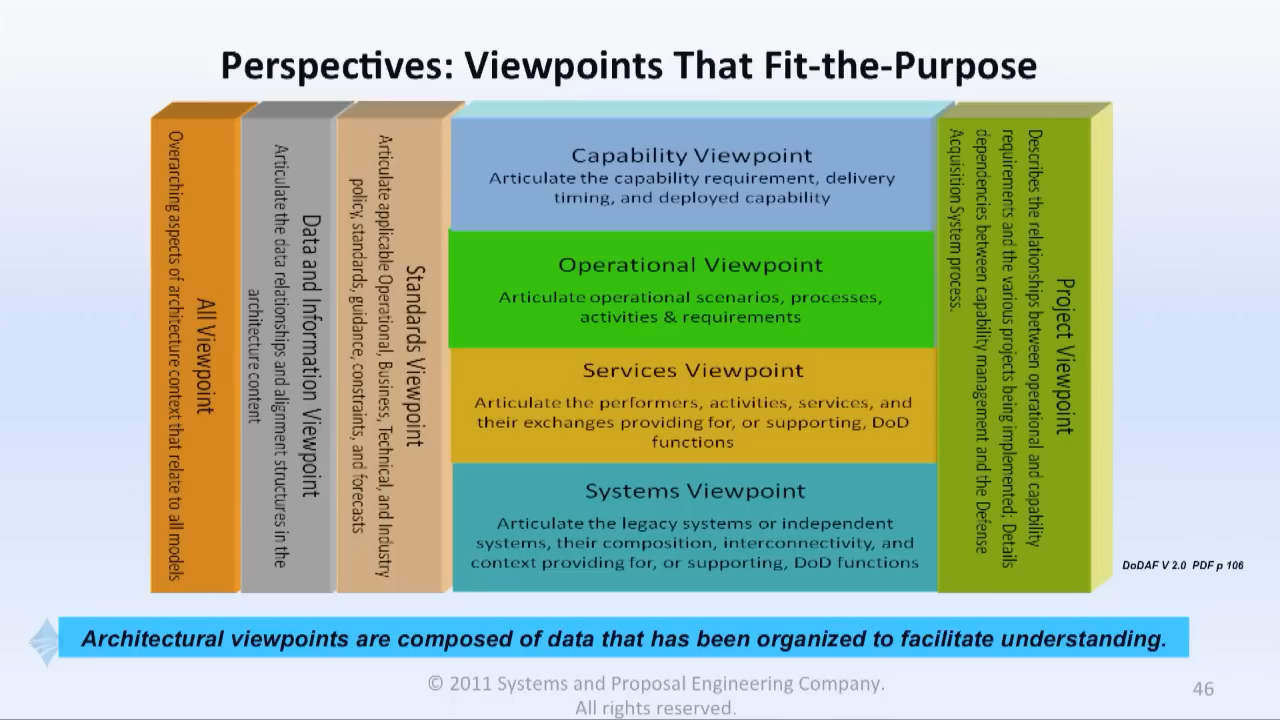 Perspectives: Viewpoints That Fit-the-Purpose
All Viewpoint
Overarching aspects of architecture context that relate to all models
Data and Information Viewpoint
Articulate the data relationships and alignment structures in the
architecture content
Standards Viewpoint
Articulate applicable Operational, Business, Technical, and Industry
policy, standards, guidance, constraints, and forecasts
Capability Viewpoint
Articulate the capability requirement, delivery
timing, and deployed capability
Operational Viewpoint
Articulate operational scenarios, processes,
activities & requirements
Services Viewpoint
Articulate the performers, activities, services, and
their exchanges providing for, or supporting, DoD
functions
Systems Viewpoint
Articulate the legacy systems or independent
systems, their composition, interconnectivity, and
context providing for, or supporting, DoD functions
Project Viewpoint
Describes the relationships between operational and capability
requirements and the various projects being implemented; Details
dependencies between capability management and the Defense
Acquisition System process.
DoDAF V 2.0 PDF p 106
Architectural viewpoints are composed of data that has been organized to facilitate understanding.
© 2011 Systems and Proposal Engineering Company.
All rights reserved.
46